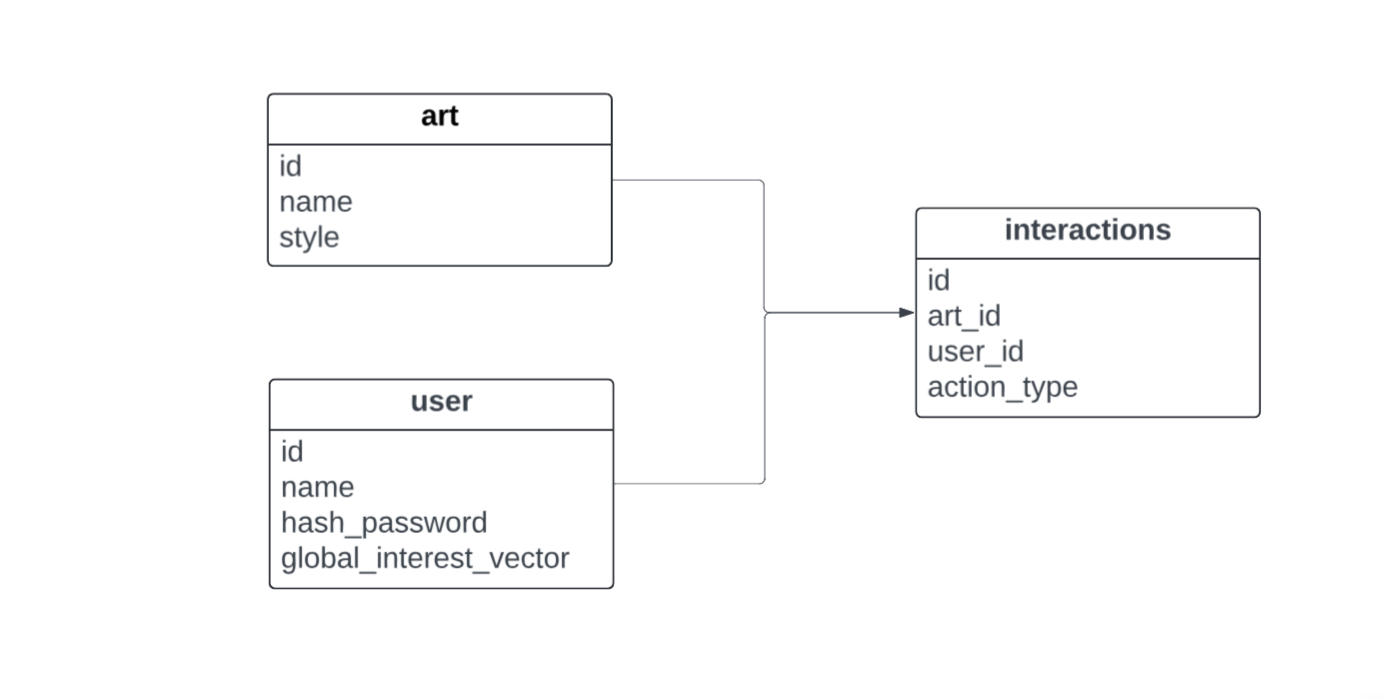 art
id
name
style
user
id
name
hash_password
global_interest_vector
interactions
id
art_id
user_id
action_type